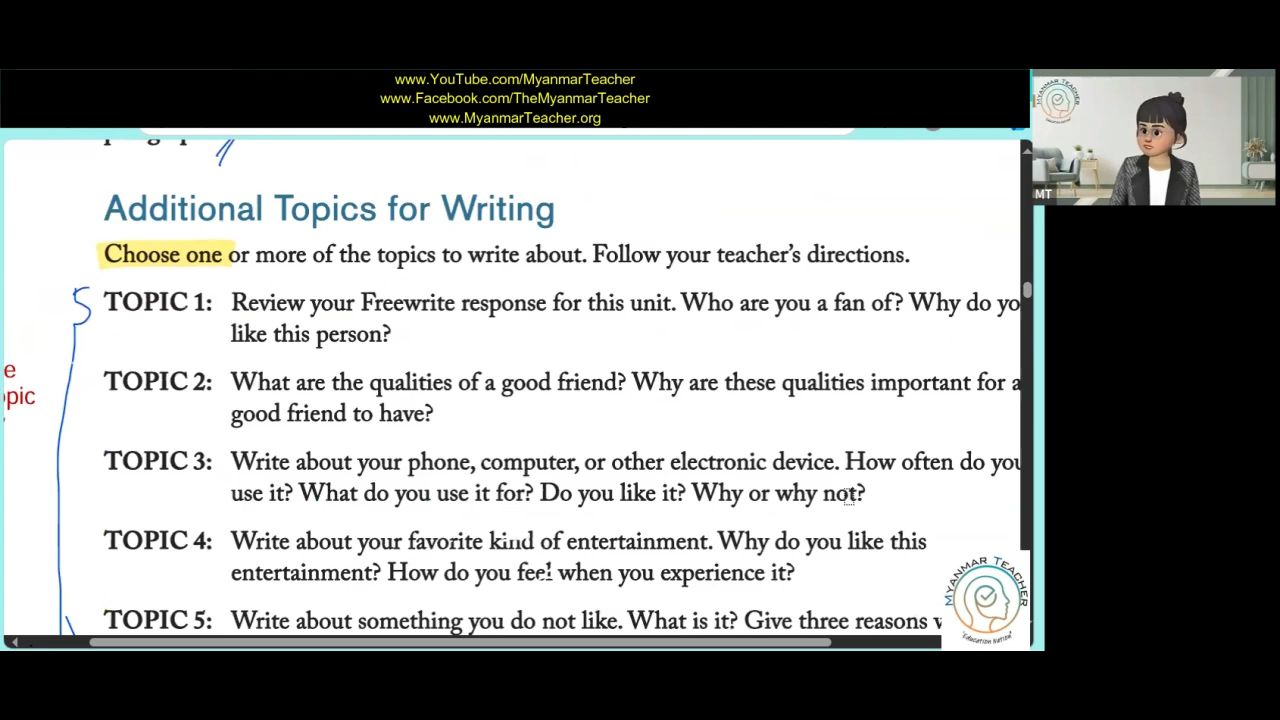 www.YouTube.com/MyanmarTeacher
www.Facebook.com/TheMyanmarTeacher
www.MyanmarTeacher.org
MYANMAR TEACHER
MT
Additional Topics for Writing
Choose one or more of the topics to write about. Follow your teacher's directions.
TOPIC 1: Review your Freewrite response for this unit. Who are you a fan of? Why do yo
like this person?
TOPIC 2: What are the qualities of a good friend? Why are these qualities important for a
good friend to have?
e
opic
TOPIC 3: Write about your phone, computer, or other electronic device. How often do you
use it? What do you use it for? Do you like it? Why or why not?
TOPIC 4: Write about your favorite kind of entertainment. Why do you like this
entertainment? How do you feel when you experience it?
TOPIC 5: Write about something you do not like. What is it? Give three reasons
MYANMAR TEACHER
"Education Nation"